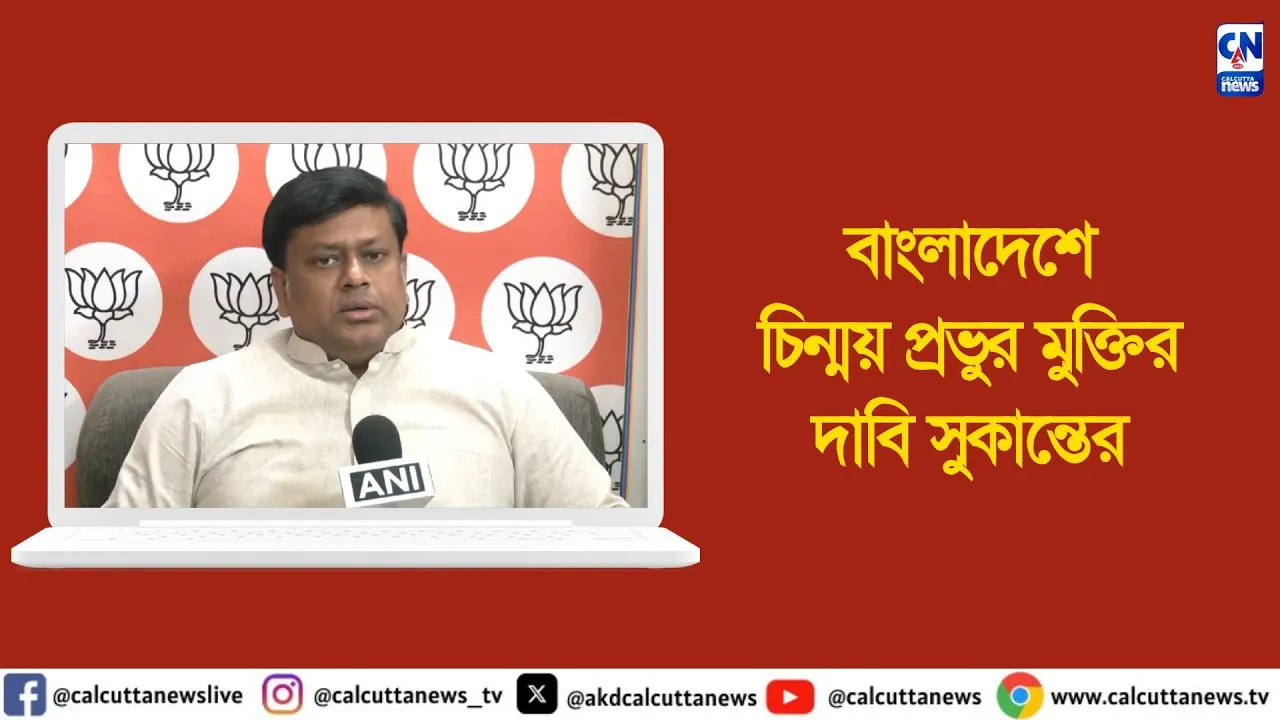 CN
CALCUTTA
news
বাংলাদেশে
চিন্ময় প্রভুর মুক্তির
দাবি সুকান্তের
ANI
@calcuttanewslive @calcuttanews_tv @akdcalcuttanews @calcuttanews www.calcuttanews.tv